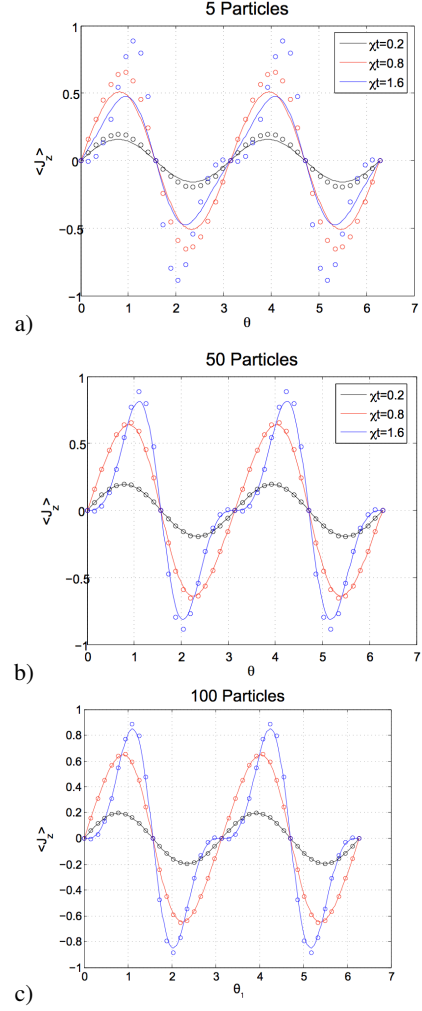 5 Particles
χt=0.2
χt=0.8
χt=1.6
1
0.5
0
−0.5
−1
<J_z>
0 1 2 3 4 5 6 7
θ
a)
50 Particles
χt=0.2
χt=0.8
χt=1.6
1
0.5
0
−0.5
−1
<J_z>
0 1 2 3 4 5 6 7
θ
b)
100 Particles
1
0.8
0.6
0.4
0.2
0
−0.2
−0.4
−0.6
−0.8
−1
<J_z>
0 1 2 3 4 5 6 7
θ_1
c)